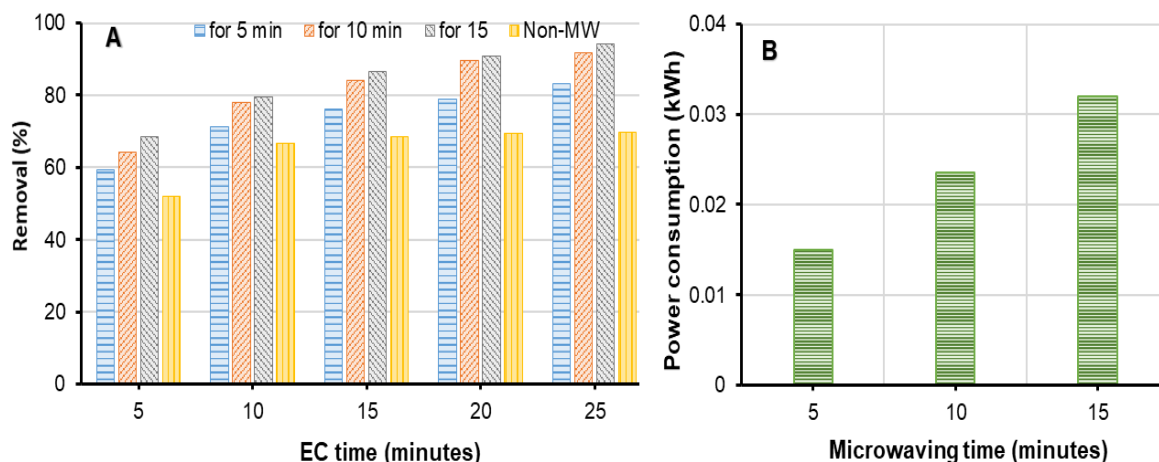 A
for 5 min for 10 min for 15 Non-MW
100
80
60
40
20
0
Removal (%)
5 10 15 20 25
EC time (minutes)
B
0.04
0.03
0.02
0.01
0
Power consumption (kWh)
5 10 15
Microwaving time (minutes)